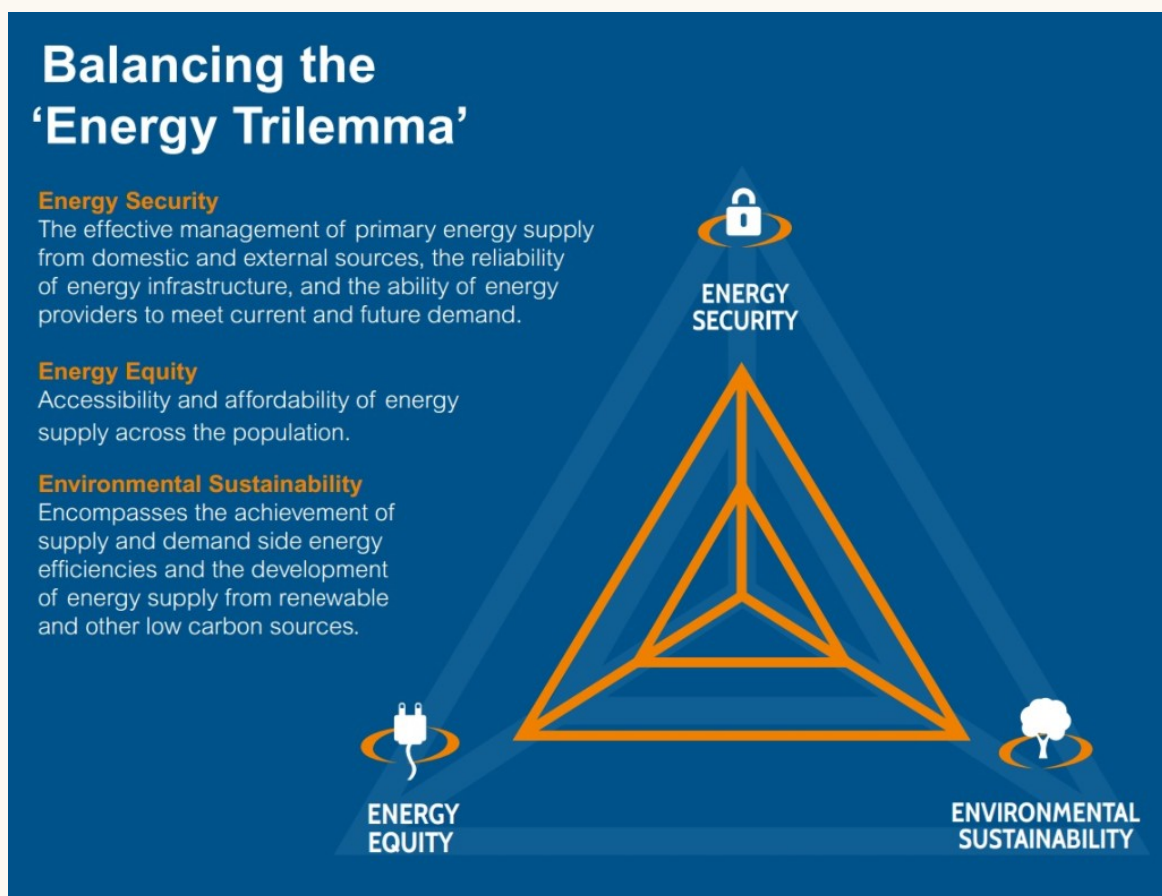 Balancing the
‘Energy Trilemma’
Energy Security
The effective management of primary energy supply
from domestic and external sources, the reliability
of energy infrastructure, and the ability of energy
providers to meet current and future demand.
Energy Equity
Accessibility and affordability of energy
supply across the population.
Environmental Sustainability
Encompasses the achievement of
supply and demand side energy
efficiencies and the development
of energy supply from renewable
and other low carbon sources.
ENERGY
SECURITY
ENERGY
EQUITY
ENVIRONMENTAL
SUSTAINABILITY